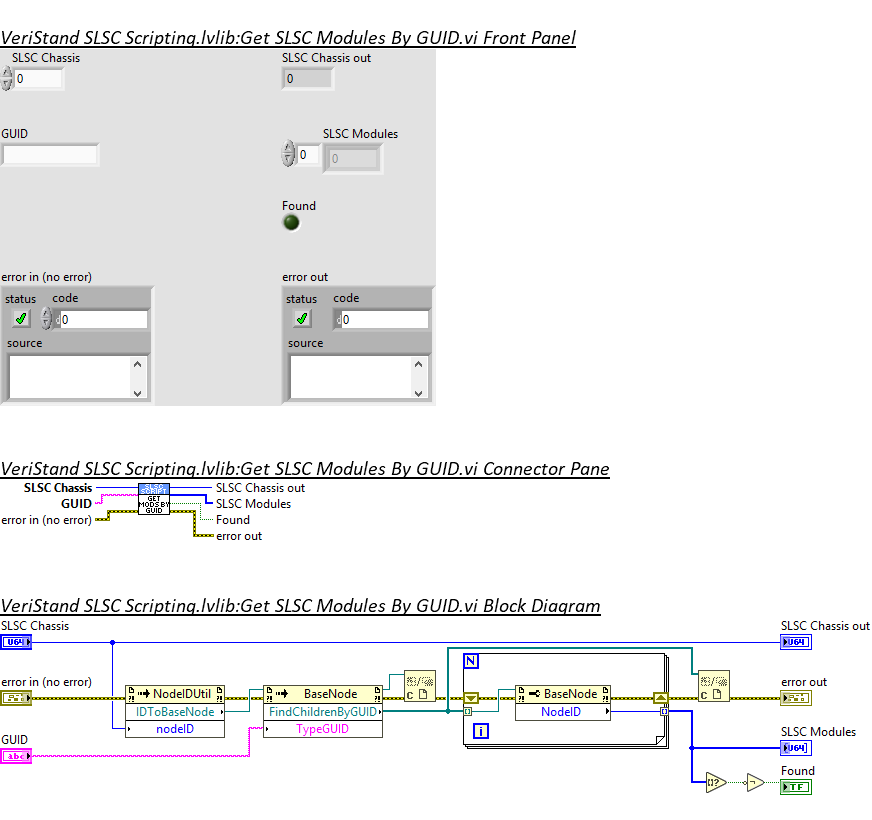 VeriStand SLSC Scripting.lvlib:Get SLSC Modules By GUID.vi Front Panel
SLSC Chassis
SLSC Chassis out
0
0
GUID
SLSC Modules
0
0
Found
error in (no error)
error out
status code
status code
d0
d0
source
source
VeriStand SLSC Scripting.lvlib:Get SLSC Modules By GUID.vi Connector Pane
SLSC Chassis
GUID
error in (no error)
SLSC
SCRIPT
GET
MODS BY
GUID
SLSC Chassis out
SLSC Modules
Found
error out
VeriStand SLSC Scripting.lvlib:Get SLSC Modules By GUID.vi Block Diagram
SLSC Chassis
SLSC Chassis out
U64
U64
error in (no error)
error out
NodeIDUtil
IDToBaseNode
nodeID
BaseNode
FindChildrenByGUID
TypeGUID
C
N
i
BaseNode
NodeID
C
GUID
abc
SLSC Modules
U64
Found
TF